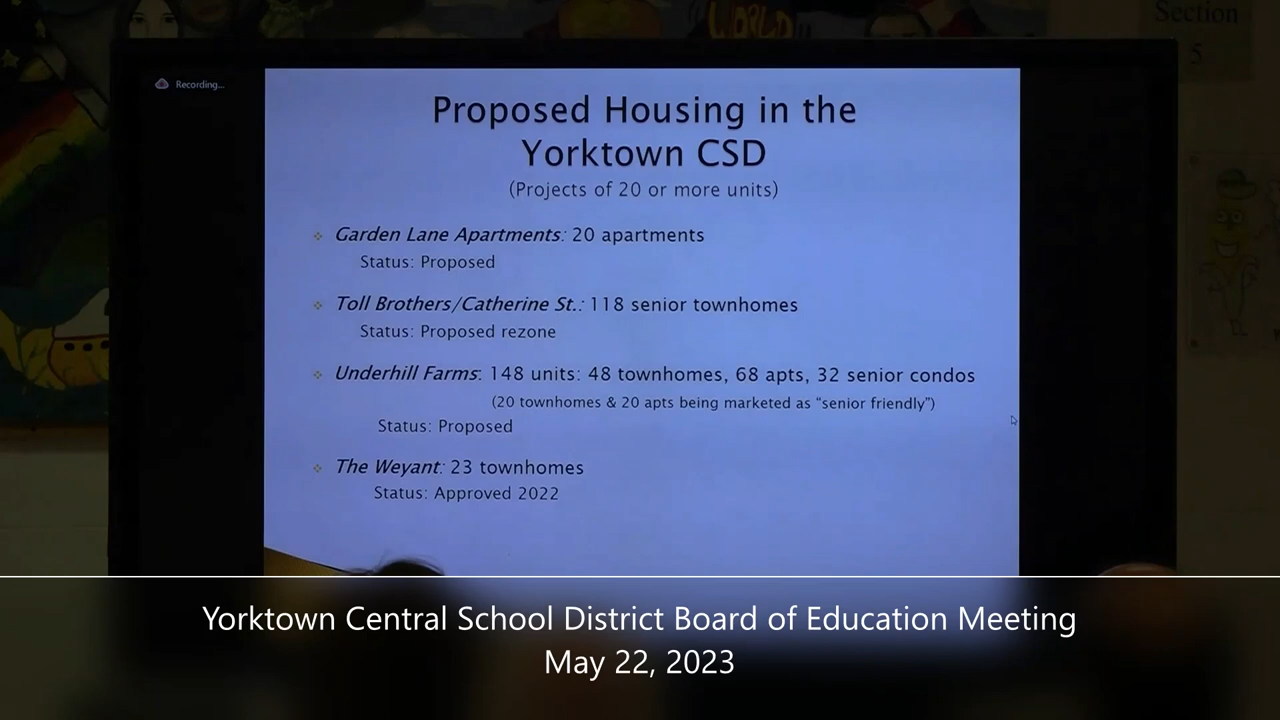 WORLD
Section
5
Recording...
Proposed Housing in the
Yorktown CSD
(Projects of 20 or more units)
Garden Lane Apartments: 20 apartments
Status: Proposed
Toll Brothers/Catherine St.: 118 senior townhomes
Status: Proposed rezone
Underhill Farms: 148 units: 48 townhomes, 68 apts, 32 senior condos
(20 townhomes & 20 apts being marketed as “senior friendly”)
Status: Proposed
The Weyant: 23 townhomes
Status: Approved 2022
Yorktown Central School District Board of Education Meeting
May 22, 2023